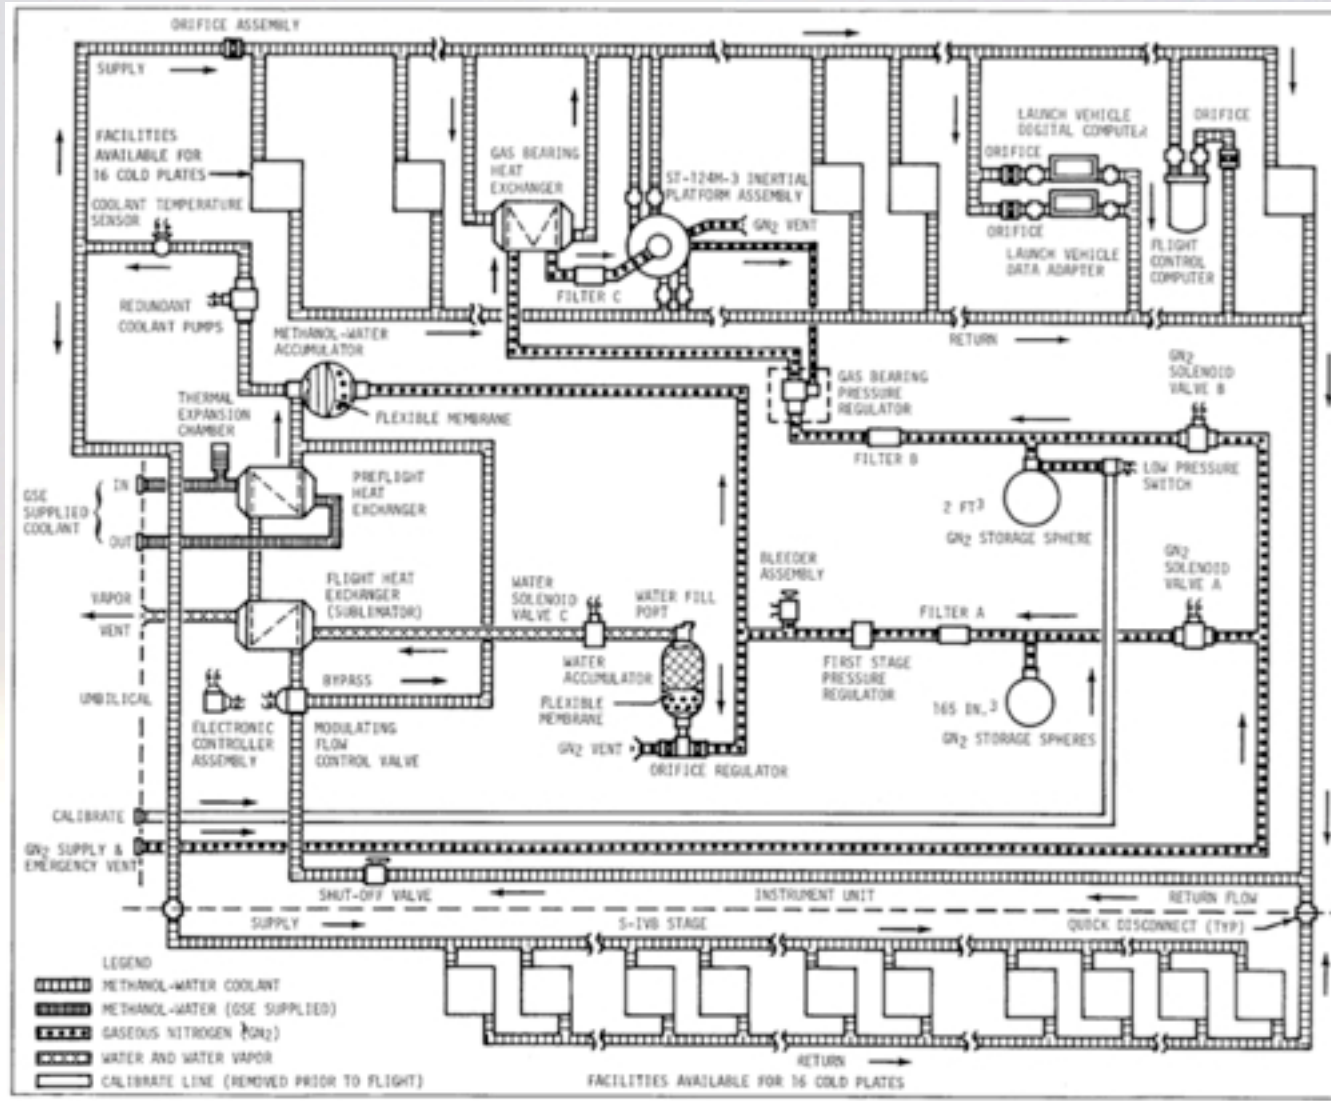 ORIFICE ASSEMBLY
SUPPLY
FACILITIES
AVAILABLE FOR
16 COLD PLATES
COOLANT TEMPERATURE
SENSOR
REDUNDANT
COOLANT PUMPS
GAS BEARING
HEAT
EXCHANGER
ST-124M-3 INERTIAL
PLATFORM ASSEMBLY
GN2 VENT
FILTER C
LAUNCH VEHICLE
DIGITAL COMPUTER
ORIFICE
ORIFICE
ORIFICE
LAUNCH VEHICLE
DATA ADAPTER
FLIGHT
CONTROL
COMPUTER
METHANOL-WATER
ACCUMULATOR
RETURN
FLEXIBLE MEMBRANE
THERMAL
EXPANSION
CHAMBER
GAS BEARING
PRESSURE
REGULATOR
GN2
SOLENOID
VALVE B
FILTER B
LOW PRESSURE
SWITCH
GSE
SUPPLIED
COOLANT
IN
OUT
PREFLIGHT
HEAT
EXCHANGER
2 FT3
GN2 STORAGE SPHERE
GN2
SOLENOID
VALVE A
BLEEDER
ASSEMBLY
VAPOR
VENT
FLIGHT HEAT
EXCHANGER
(SUBLIMATOR)
WATER
SOLENOID
VALVE C
WATER FILL
PORT
FILTER A
FIRST STAGE
PRESSURE
REGULATOR
WATER
ACCUMULATOR
FLEXIBLE
MEMBRANE
165 IN.3
GN2 STORAGE SPHERES
UMBILICAL
BYPASS
ELECTRONIC
CONTROLLER
ASSEMBLY
MODULATING
FLOW
CONTROL VALVE
GN2 VENT
ORIFICE REGULATOR
CALIBRATE
GN2 SUPPLY &
EMERGENCY VENT
SHUT-OFF VALVE
INSTRUMENT UNIT
RETURN FLOW
SUPPLY
S-IVB STAGE
QUICK DISCONNECT (TYP)
LEGEND
METHANOL-WATER COOLANT
METHANOL-WATER (GSE SUPPLIED)
GASEOUS NITROGEN (GN2)
WATER AND WATER VAPOR
CALIBRATE LINE (REMOVED PRIOR TO FLIGHT)
RETURN
FACILITIES AVAILABLE FOR 16 COLD PLATES